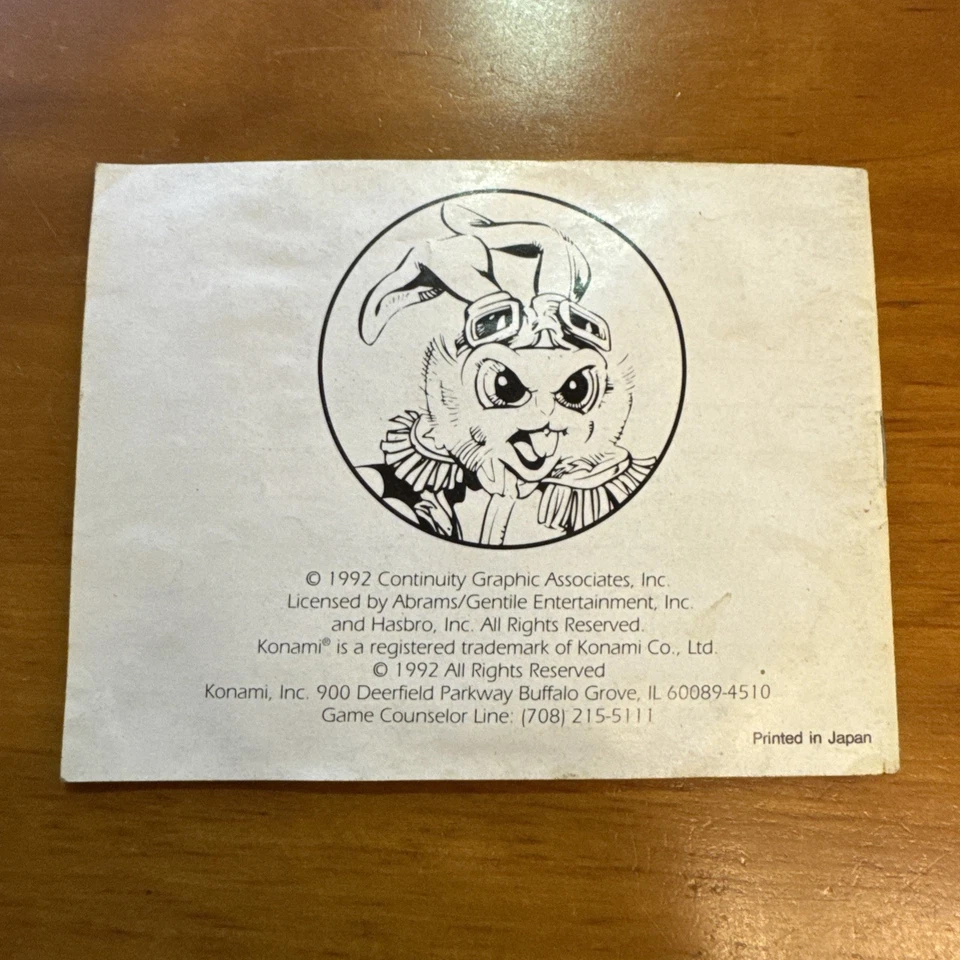 © 1992 Continuity Graphic Associates, Inc.
Licensed by Abrams/Gentile Entertainment, Inc.
and Hasbro, Inc. All Rights Reserved.
Konami® is a registered trademark of Konami Co., Ltd.
© 1992 All Rights Reserved
Konami, Inc. 900 Deerfield Parkway Buffalo Grove, IL 60089-4510
Game Counselor Line: (708) 215-5111
Printed in Japan